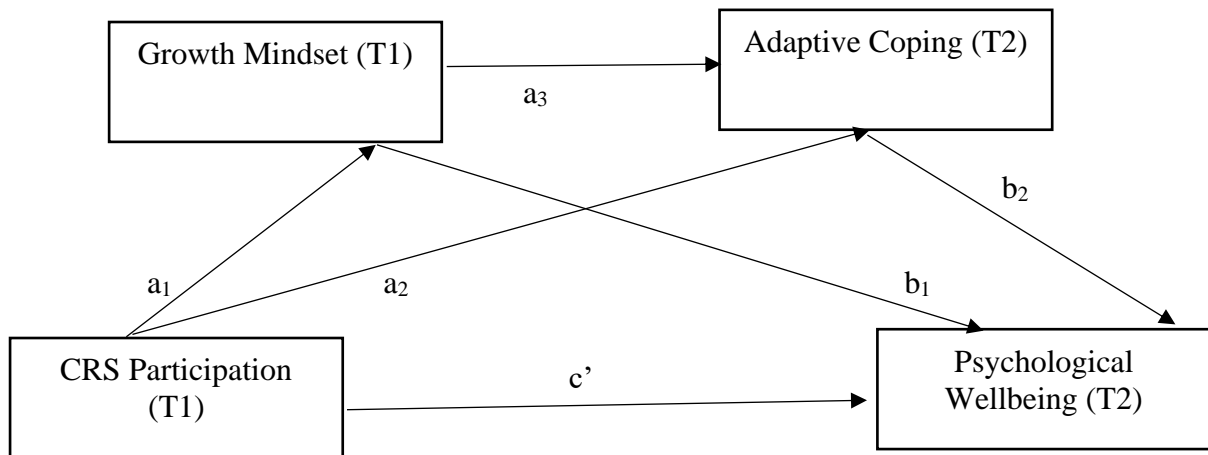 Growth Mindset (T1)
Adaptive Coping (T2)
a₃
b₂
a₁
a₂
b₁
CRS Participation
(T1)
c’
Psychological
Wellbeing (T2)